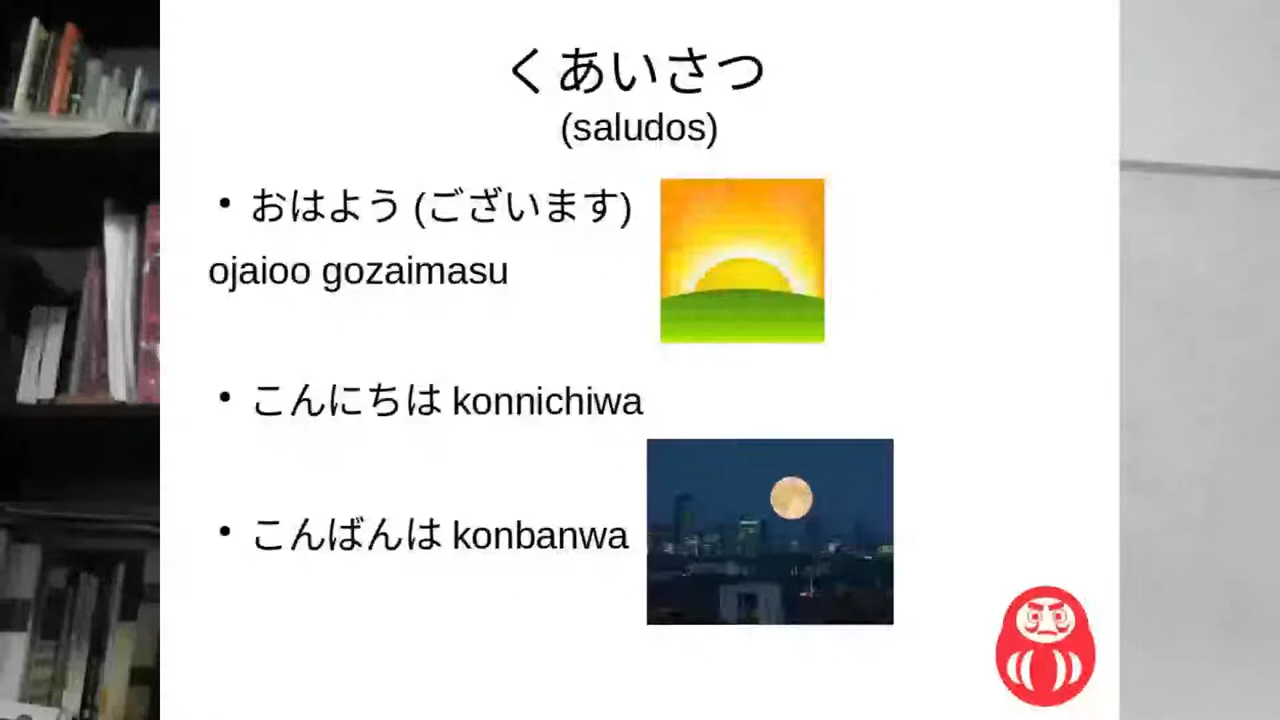 くあいさつ
(saludos)
• おはよう (ございます)
ojaioo gozaimasu
• こんにちは konnichiwa
• こんばんは konbanwa